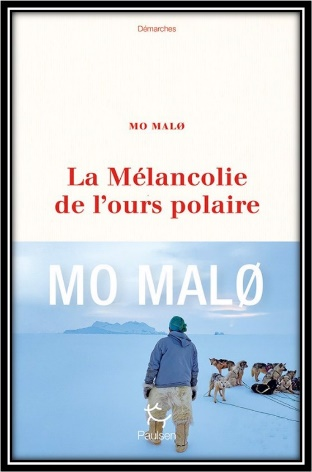 Démarches
MO MALØ
La Mélancolie
de l'ours polaire
MO MALØ
Paulsen